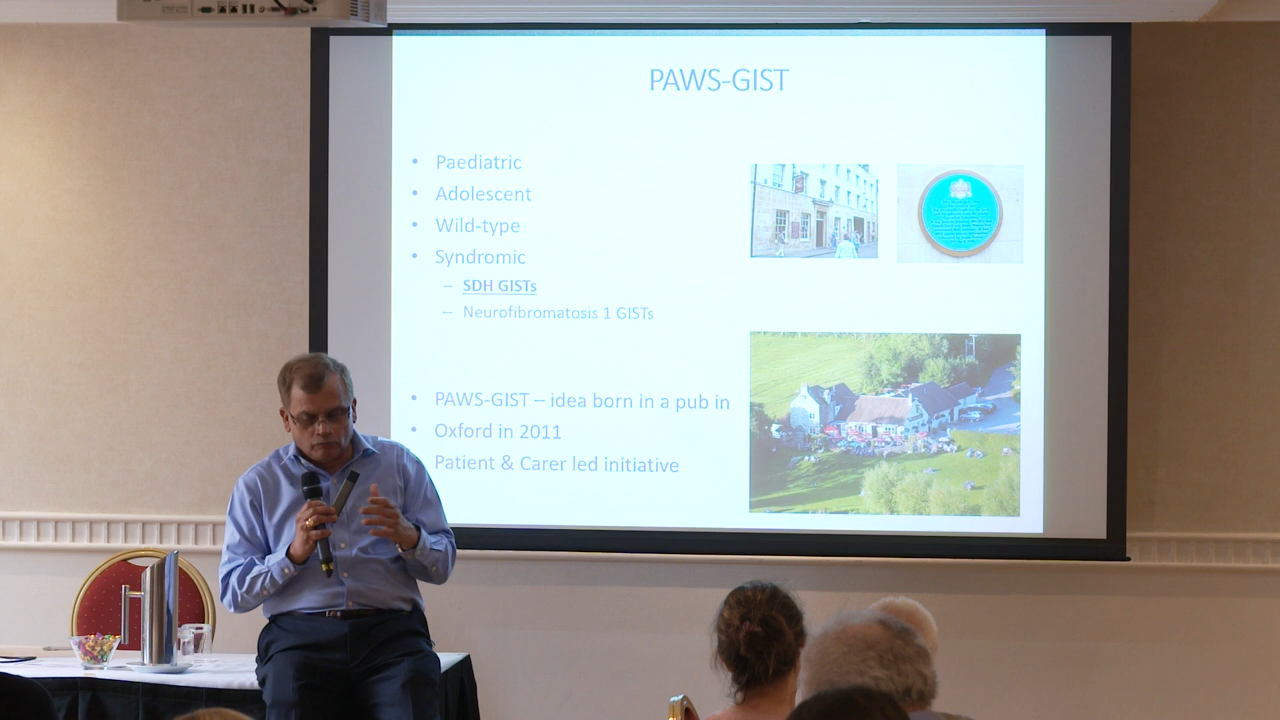 PAWS-GIST
• Paediatric
• Adolescent
• Wild-type
• Syndromic
– SDH GISTs
– Neurofibromatosis 1 GISTs
• PAWS-GIST – idea born in a pub in
• Oxford in 2011
Patient & Carer led initiative